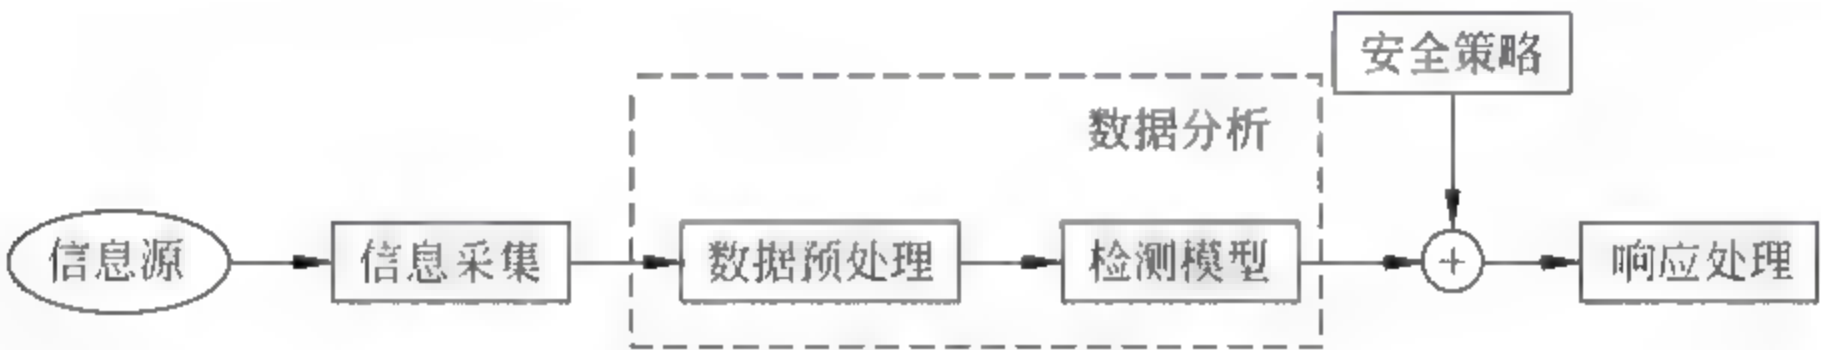 安全策略
数据分析
信息源
信息采集
数据预处理
检测模型
+
响应处理